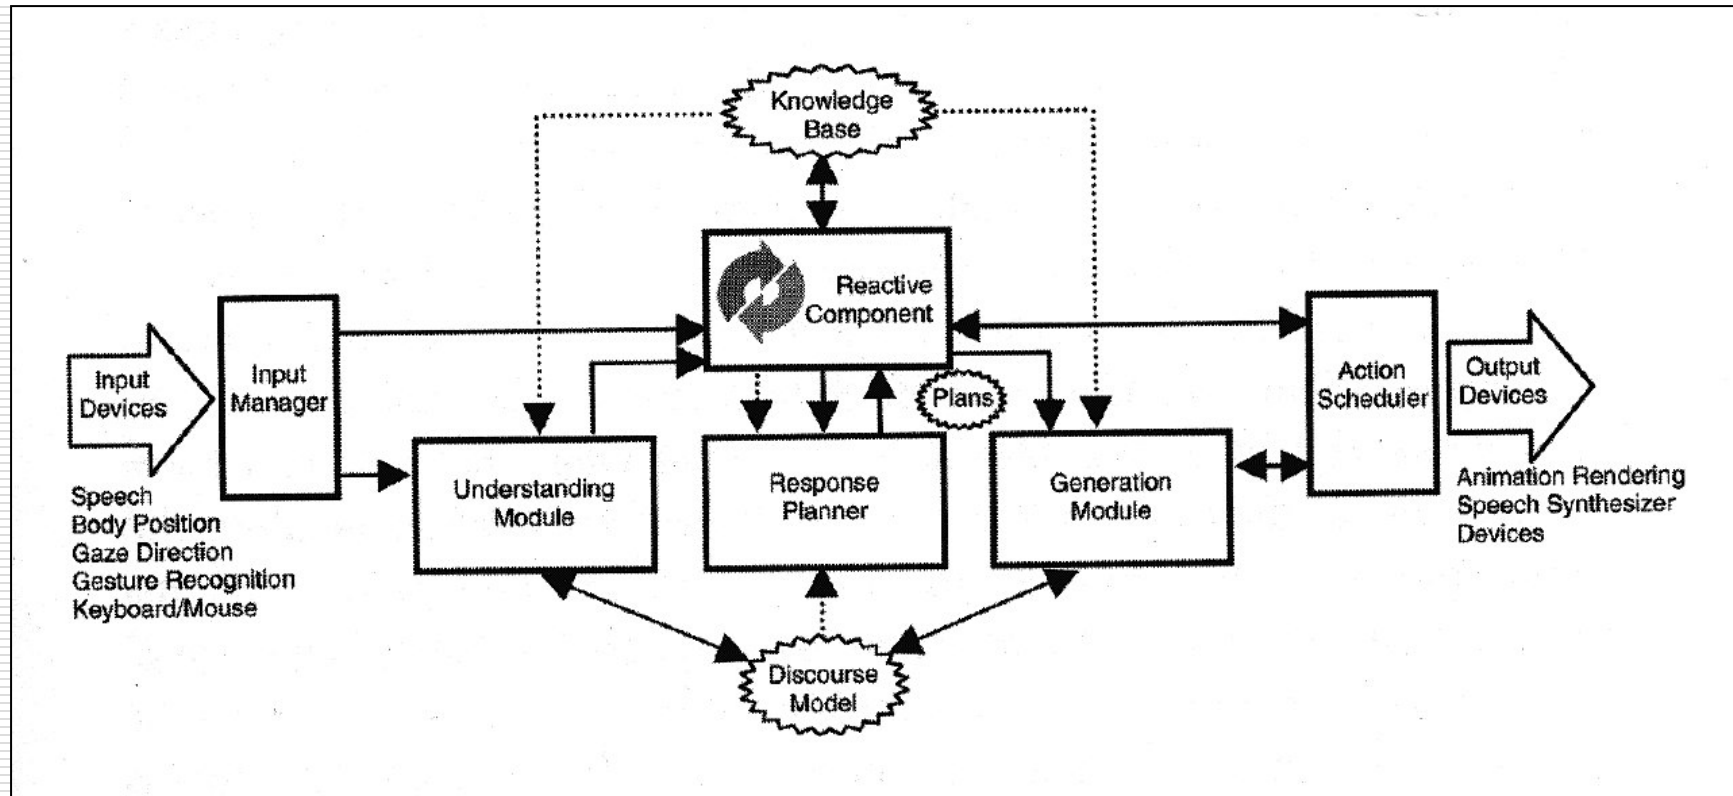 Knowledge
Base
Reactive
Component
Input
Devices
Input
Manager
Plans
Action
Scheduler
Output
Devices
Speech
Body Position
Gaze Direction
Gesture Recognition
Keyboard/Mouse
Understanding
Module
Response
Planner
Generation
Module
Animation Rendering
Speech Synthesizer
Devices
Discourse
Model